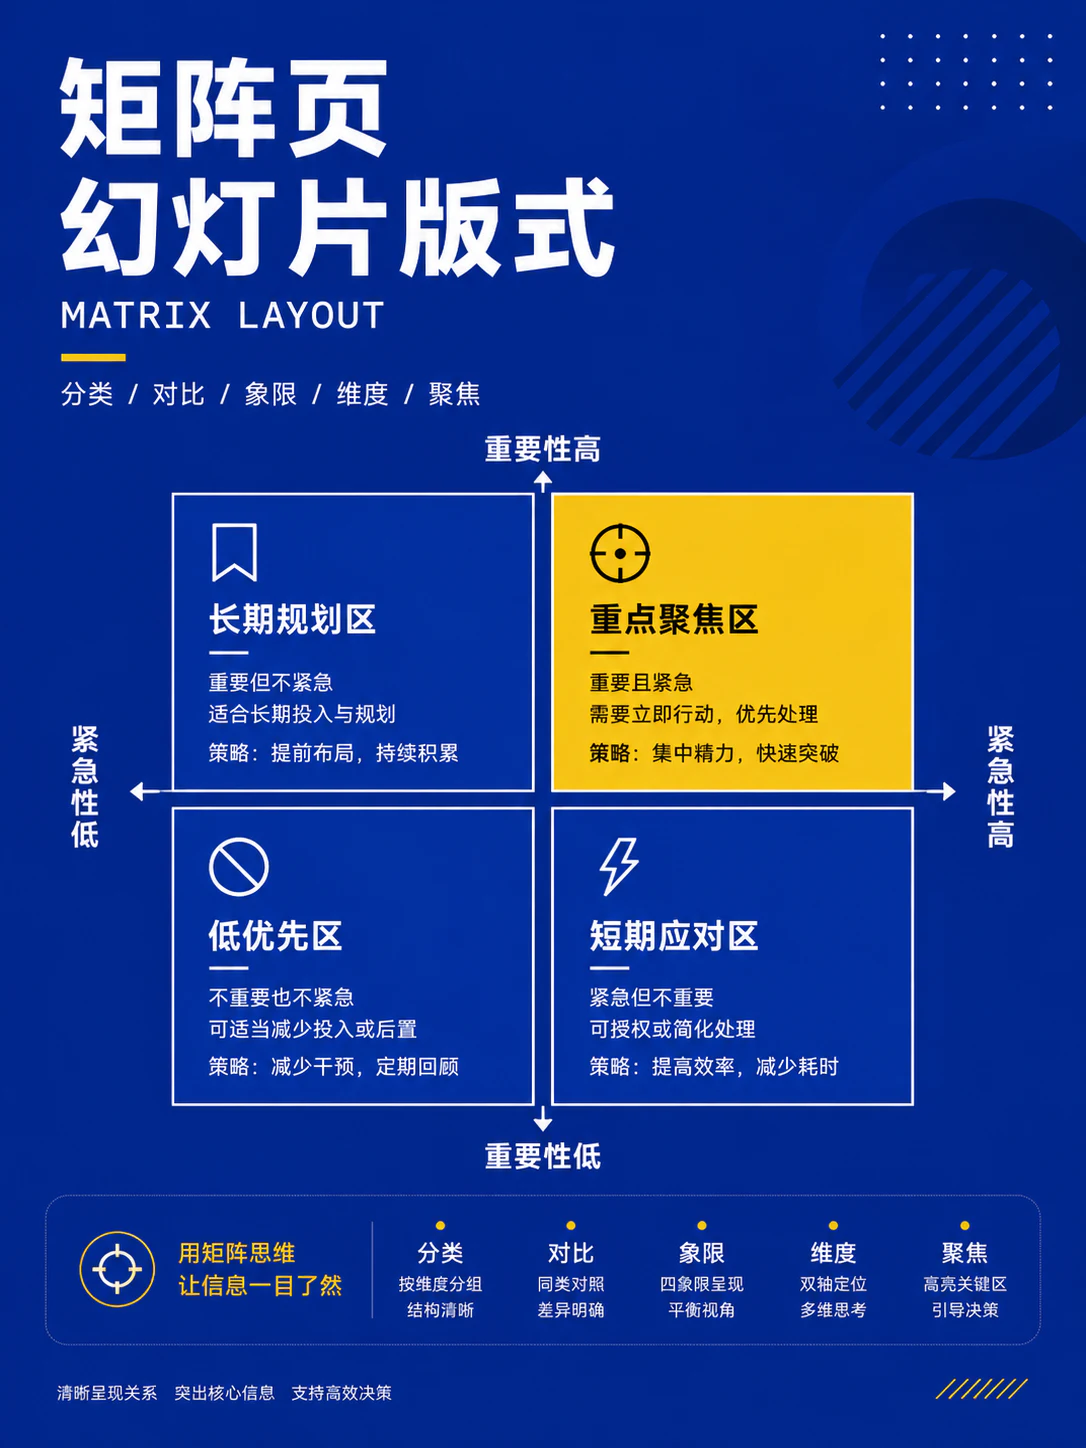 矩阵页
幻灯片版式
MATRIX LAYOUT
分类 / 对比 / 象限 / 维度 / 聚焦
重要性高
长期规划区
重要但不紧急
适合长期投入与规划
策略：提前布局，持续积累
重点聚焦区
重要且紧急
需要立即行动，优先处理
策略：集中精力，快速突破
紧急性低
紧急性高
低优先区
不重要也不紧急
可适当减少投入或后置
策略：减少干预，定期回顾
短期应对区
紧急但不重要
可授权或简化处理
策略：提高效率，减少耗时
重要性低
用矩阵思维
让信息一目了然
分类
按维度分组
结构清晰
对比
同类对照
差异明确
象限
四象限呈现
平衡视角
维度
双轴定位
多维思考
聚焦
高亮关键区
引导决策
清晰呈现关系 突出核心信息 支持高效决策